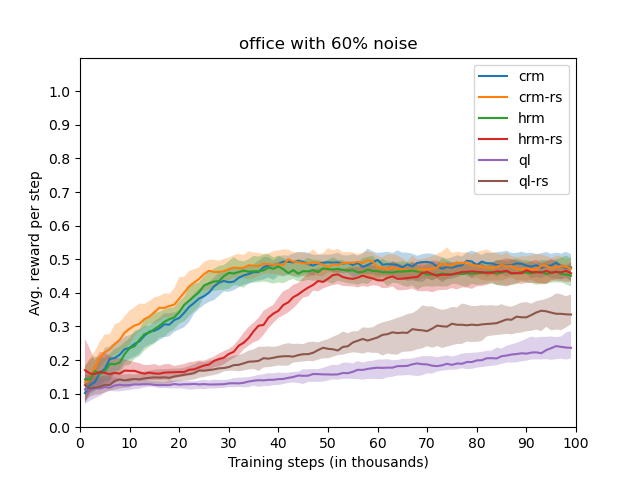 office with 60% noise
Avg. reward per step
1.0
0.9
0.8
0.7
0.6
0.5
0.4
0.3
0.2
0.1
0.0
0 10 20 30 40 50 60 70 80 90 100
Training steps (in thousands)
crm
crm-rs
hrm
hrm-rs
ql
ql-rs